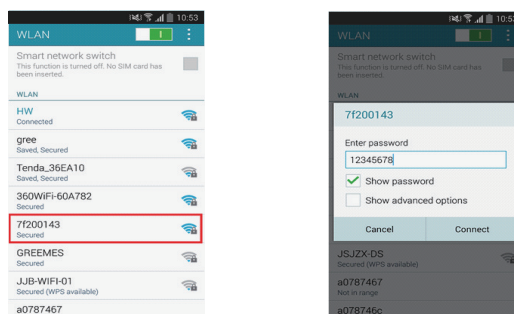 10:53
WLAN
Smart network switch
This function is turned off. No SIM card has
been inserted.
WLAN
HW
Connected
gree
Saved, Secured
Tenda_36EA10
Saved, Secured
360WiFi-60A782
Secured
7f200143
Secured
GREEMES
Secured
JJB-WIFI-01
Secured (WPS available)
a0787467
10:53
WLAN
Smart network switch
This function is turned off. No SIM card has
been inserted.
WLAN
7f200143
Enter password
12345678
Show password
Show advanced options
Cancel Connect
JSJZX-DS
Secured (WPS available)
a0787467
Not in range
a078746c